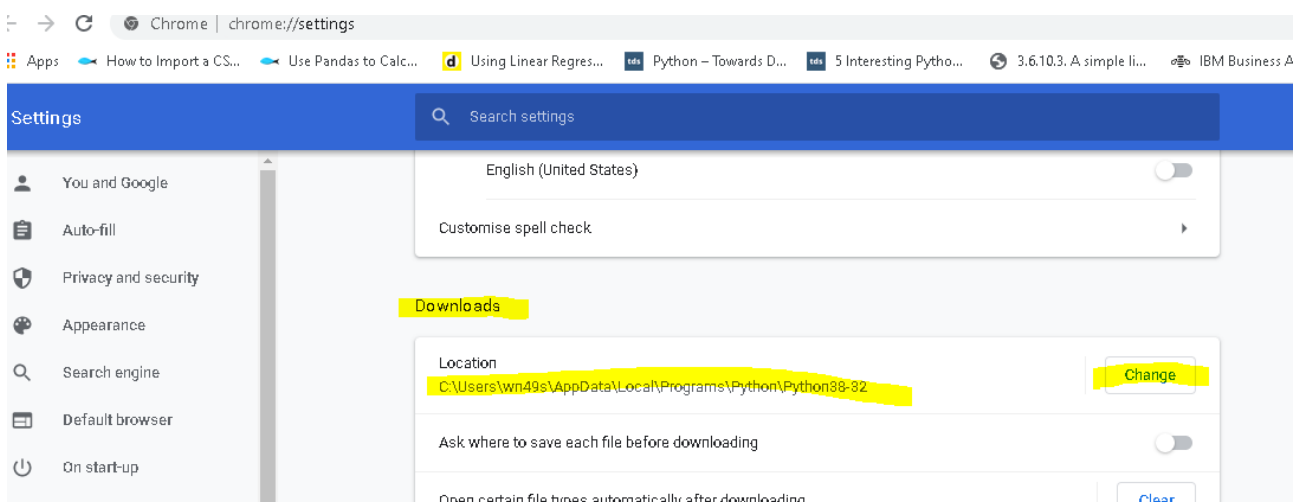 Chrome | chrome://settings
Apps How to Import a CS... Use Pandas to Calc... d Using Linear Regres... tds Python – Towards D... tds 5 Interesting Pytho... 3.6.10.3. A simple li... IBM Business A
Settings
Search settings
English (United States)
You and Google
Customise spell check
Auto-fill
Privacy and security
Downloads
Appearance
Location
Search engine
Change
C:\Users\wn49s\AppData\Local\Programs\Python\Python38-32
Default browser
Ask where to save each file before downloading
On start-up
Open certain file types automatically after downloading
Clear